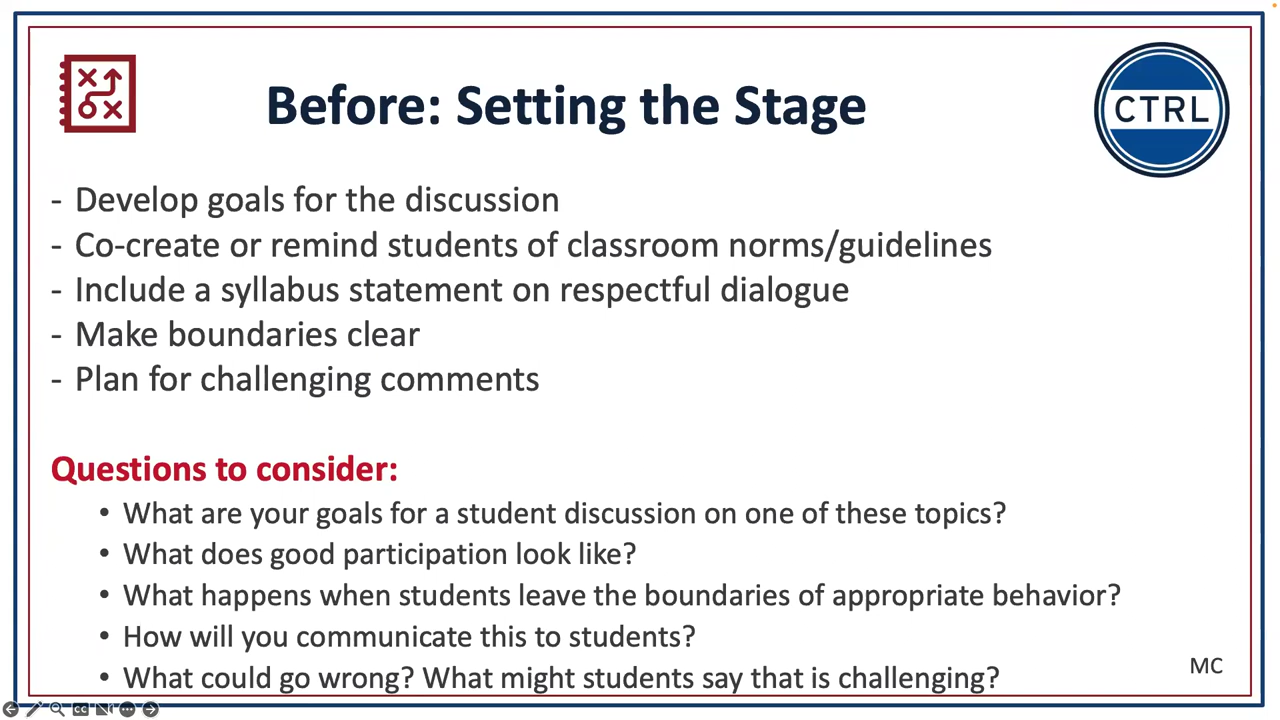 Before: Setting the Stage
CTRL
- Develop goals for the discussion
- Co-create or remind students of classroom norms/guidelines
- Include a syllabus statement on respectful dialogue
- Make boundaries clear
- Plan for challenging comments
Questions to consider:
• What are your goals for a student discussion on one of these topics?
• What does good participation look like?
• What happens when students leave the boundaries of appropriate behavior?
• How will you communicate this to students?
• What could go wrong? What might students say that is challenging?
MC
CC